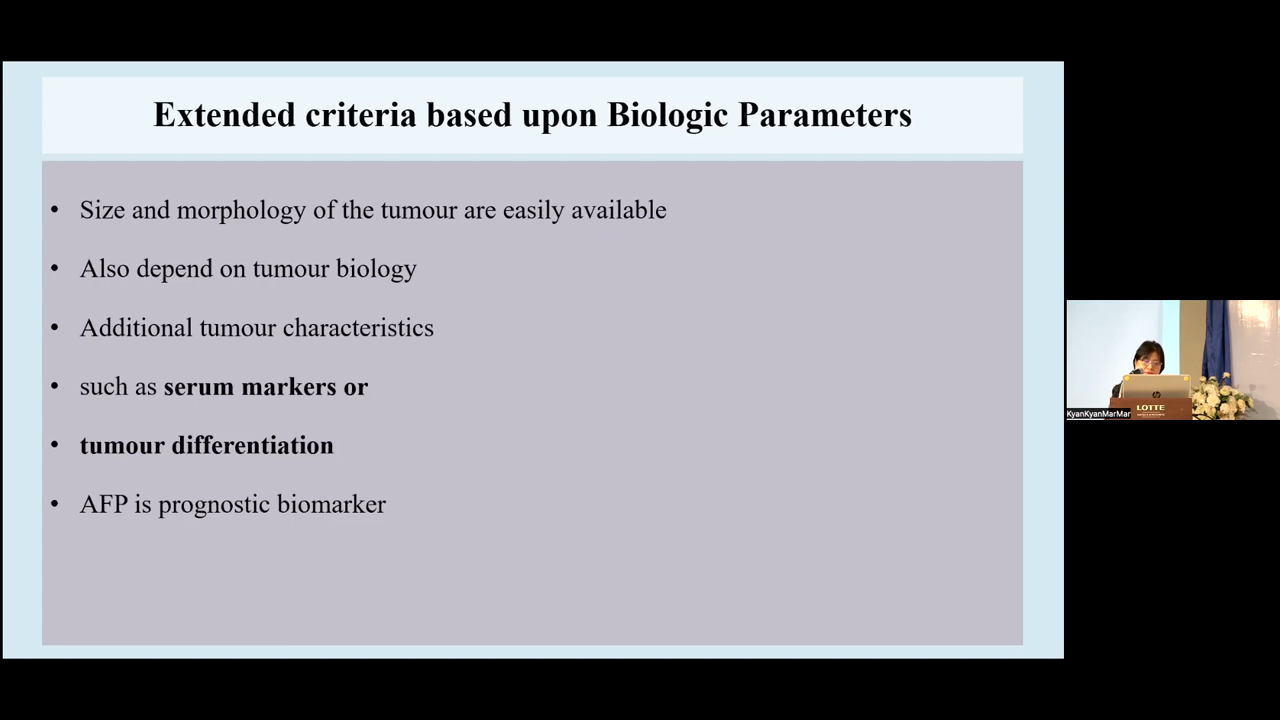 Extended criteria based upon Biologic Parameters
• Size and morphology of the tumour are easily available
• Also depend on tumour biology
• Additional tumour characteristics
• such as serum markers or
• tumour differentiation
• AFP is prognostic biomarker
hp
LOTTE
KyanKyanMarMar